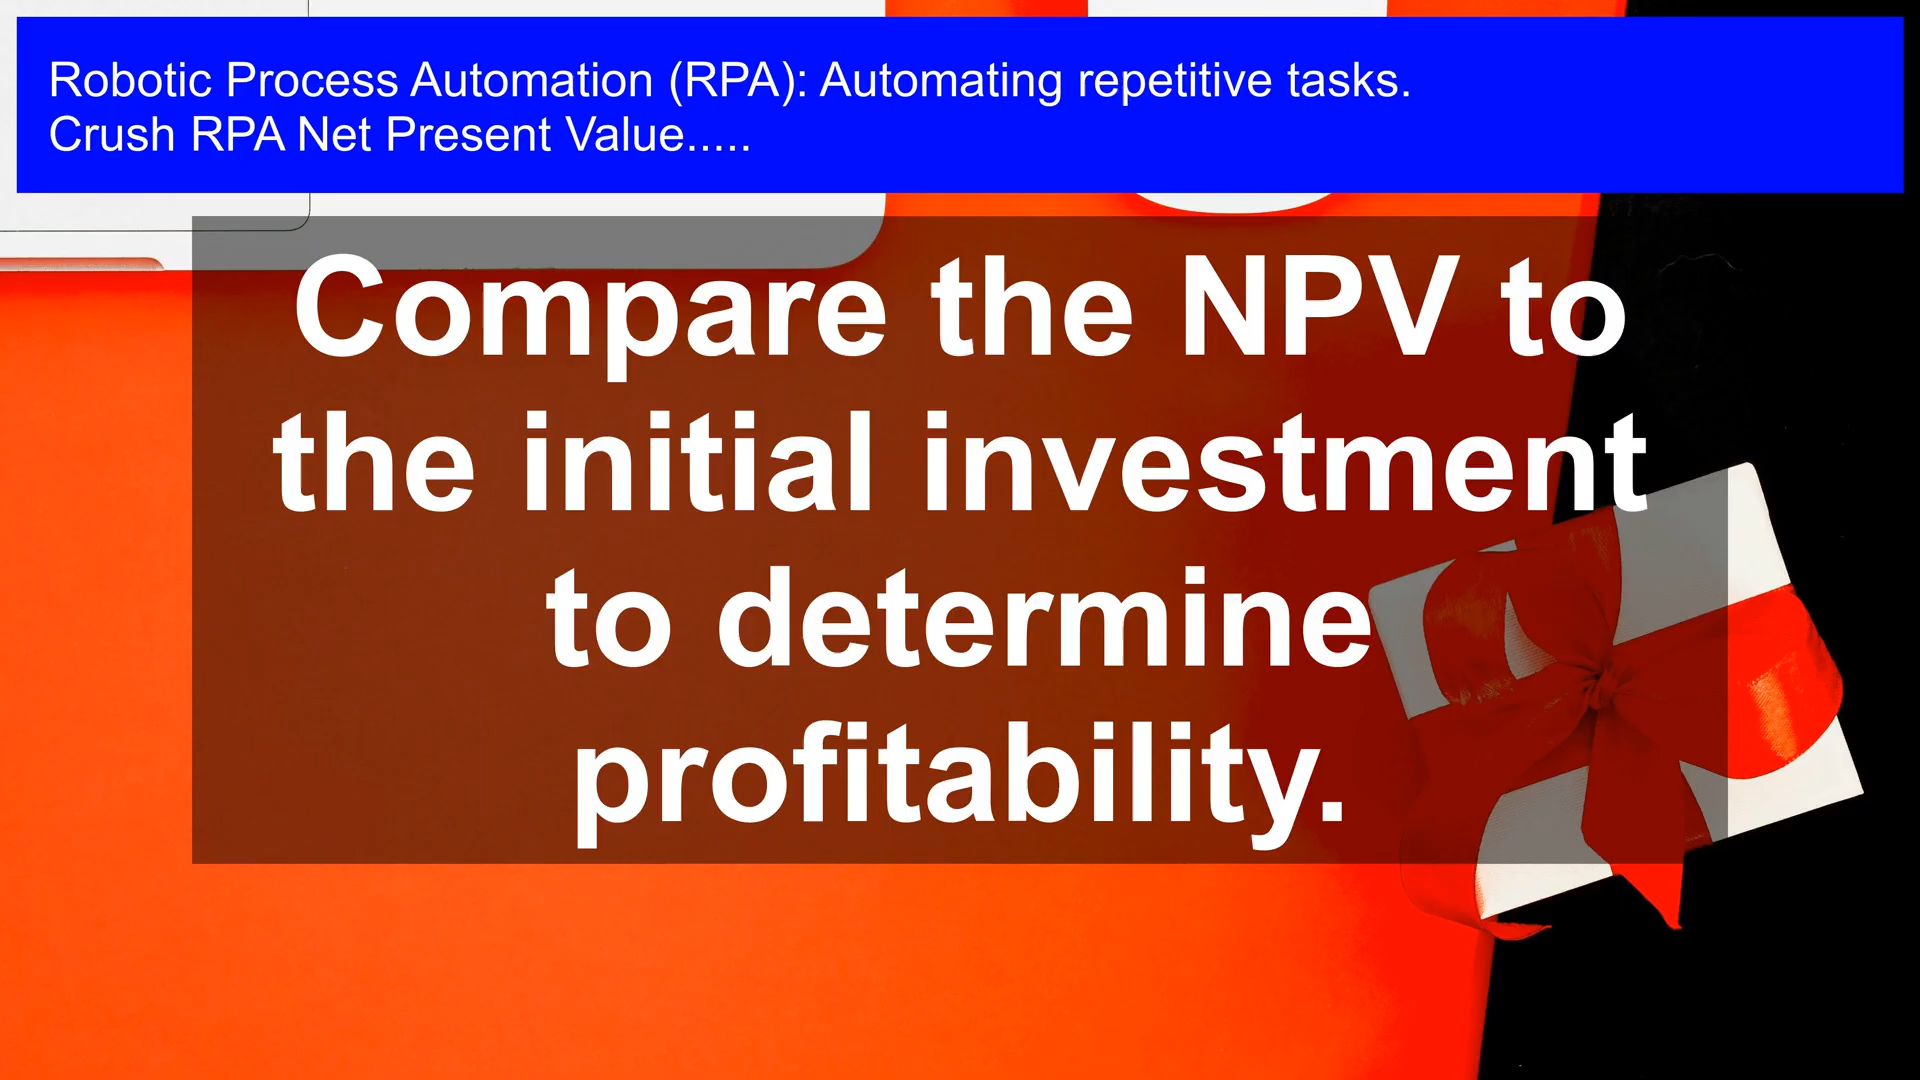 Robotic Process Automation (RPA): Automating repetitive tasks.
Crush RPA Net Present Value.....
Compare the NPV to
the initial investment
to determine
profitability.